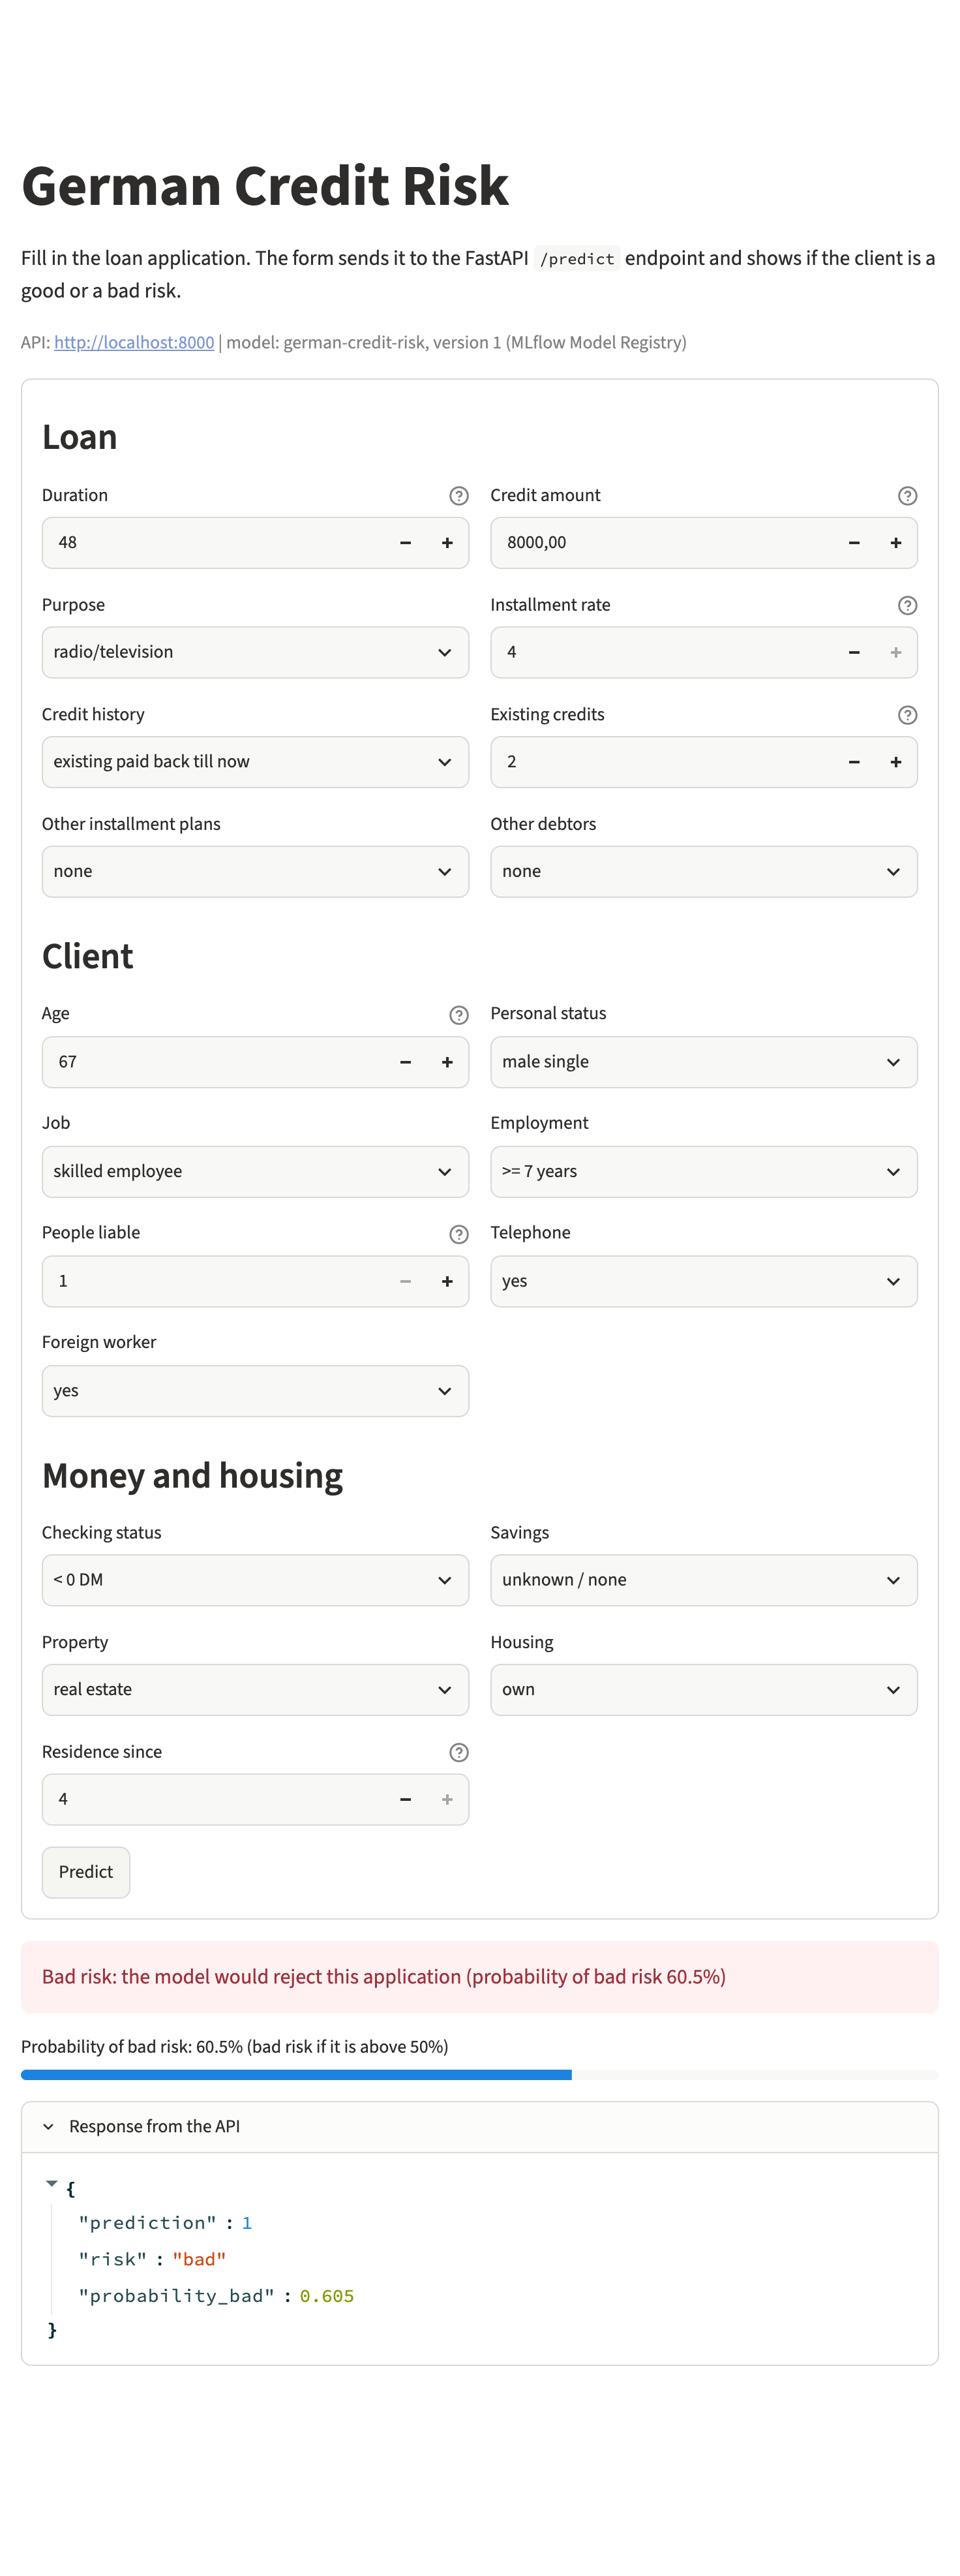 German Credit Risk
Fill in the loan application. The form sends it to the FastAPI /predict endpoint and shows if the client is a
good or a bad risk.
API: http://localhost:8000 | model: german-credit-risk, version 1 (MLflow Model Registry)
Loan
Duration
48
Credit amount
8000,00
Purpose
radio/television
Installment rate
4
Credit history
existing paid back till now
Existing credits
2
Other installment plans
none
Other debtors
none
Client
Age
67
Personal status
male single
Job
skilled employee
Employment
>= 7 years
People liable
1
Telephone
yes
Foreign worker
yes
Money and housing
Checking status
< 0 DM
Savings
unknown / none
Property
real estate
Housing
own
Residence since
4
Predict
Bad risk: the model would reject this application (probability of bad risk 60.5%)
Probability of bad risk: 60.5% (bad risk if it is above 50%)
Response from the API
{
"prediction" : 1
"risk" : "bad"
"probability_bad" : 0.605
}